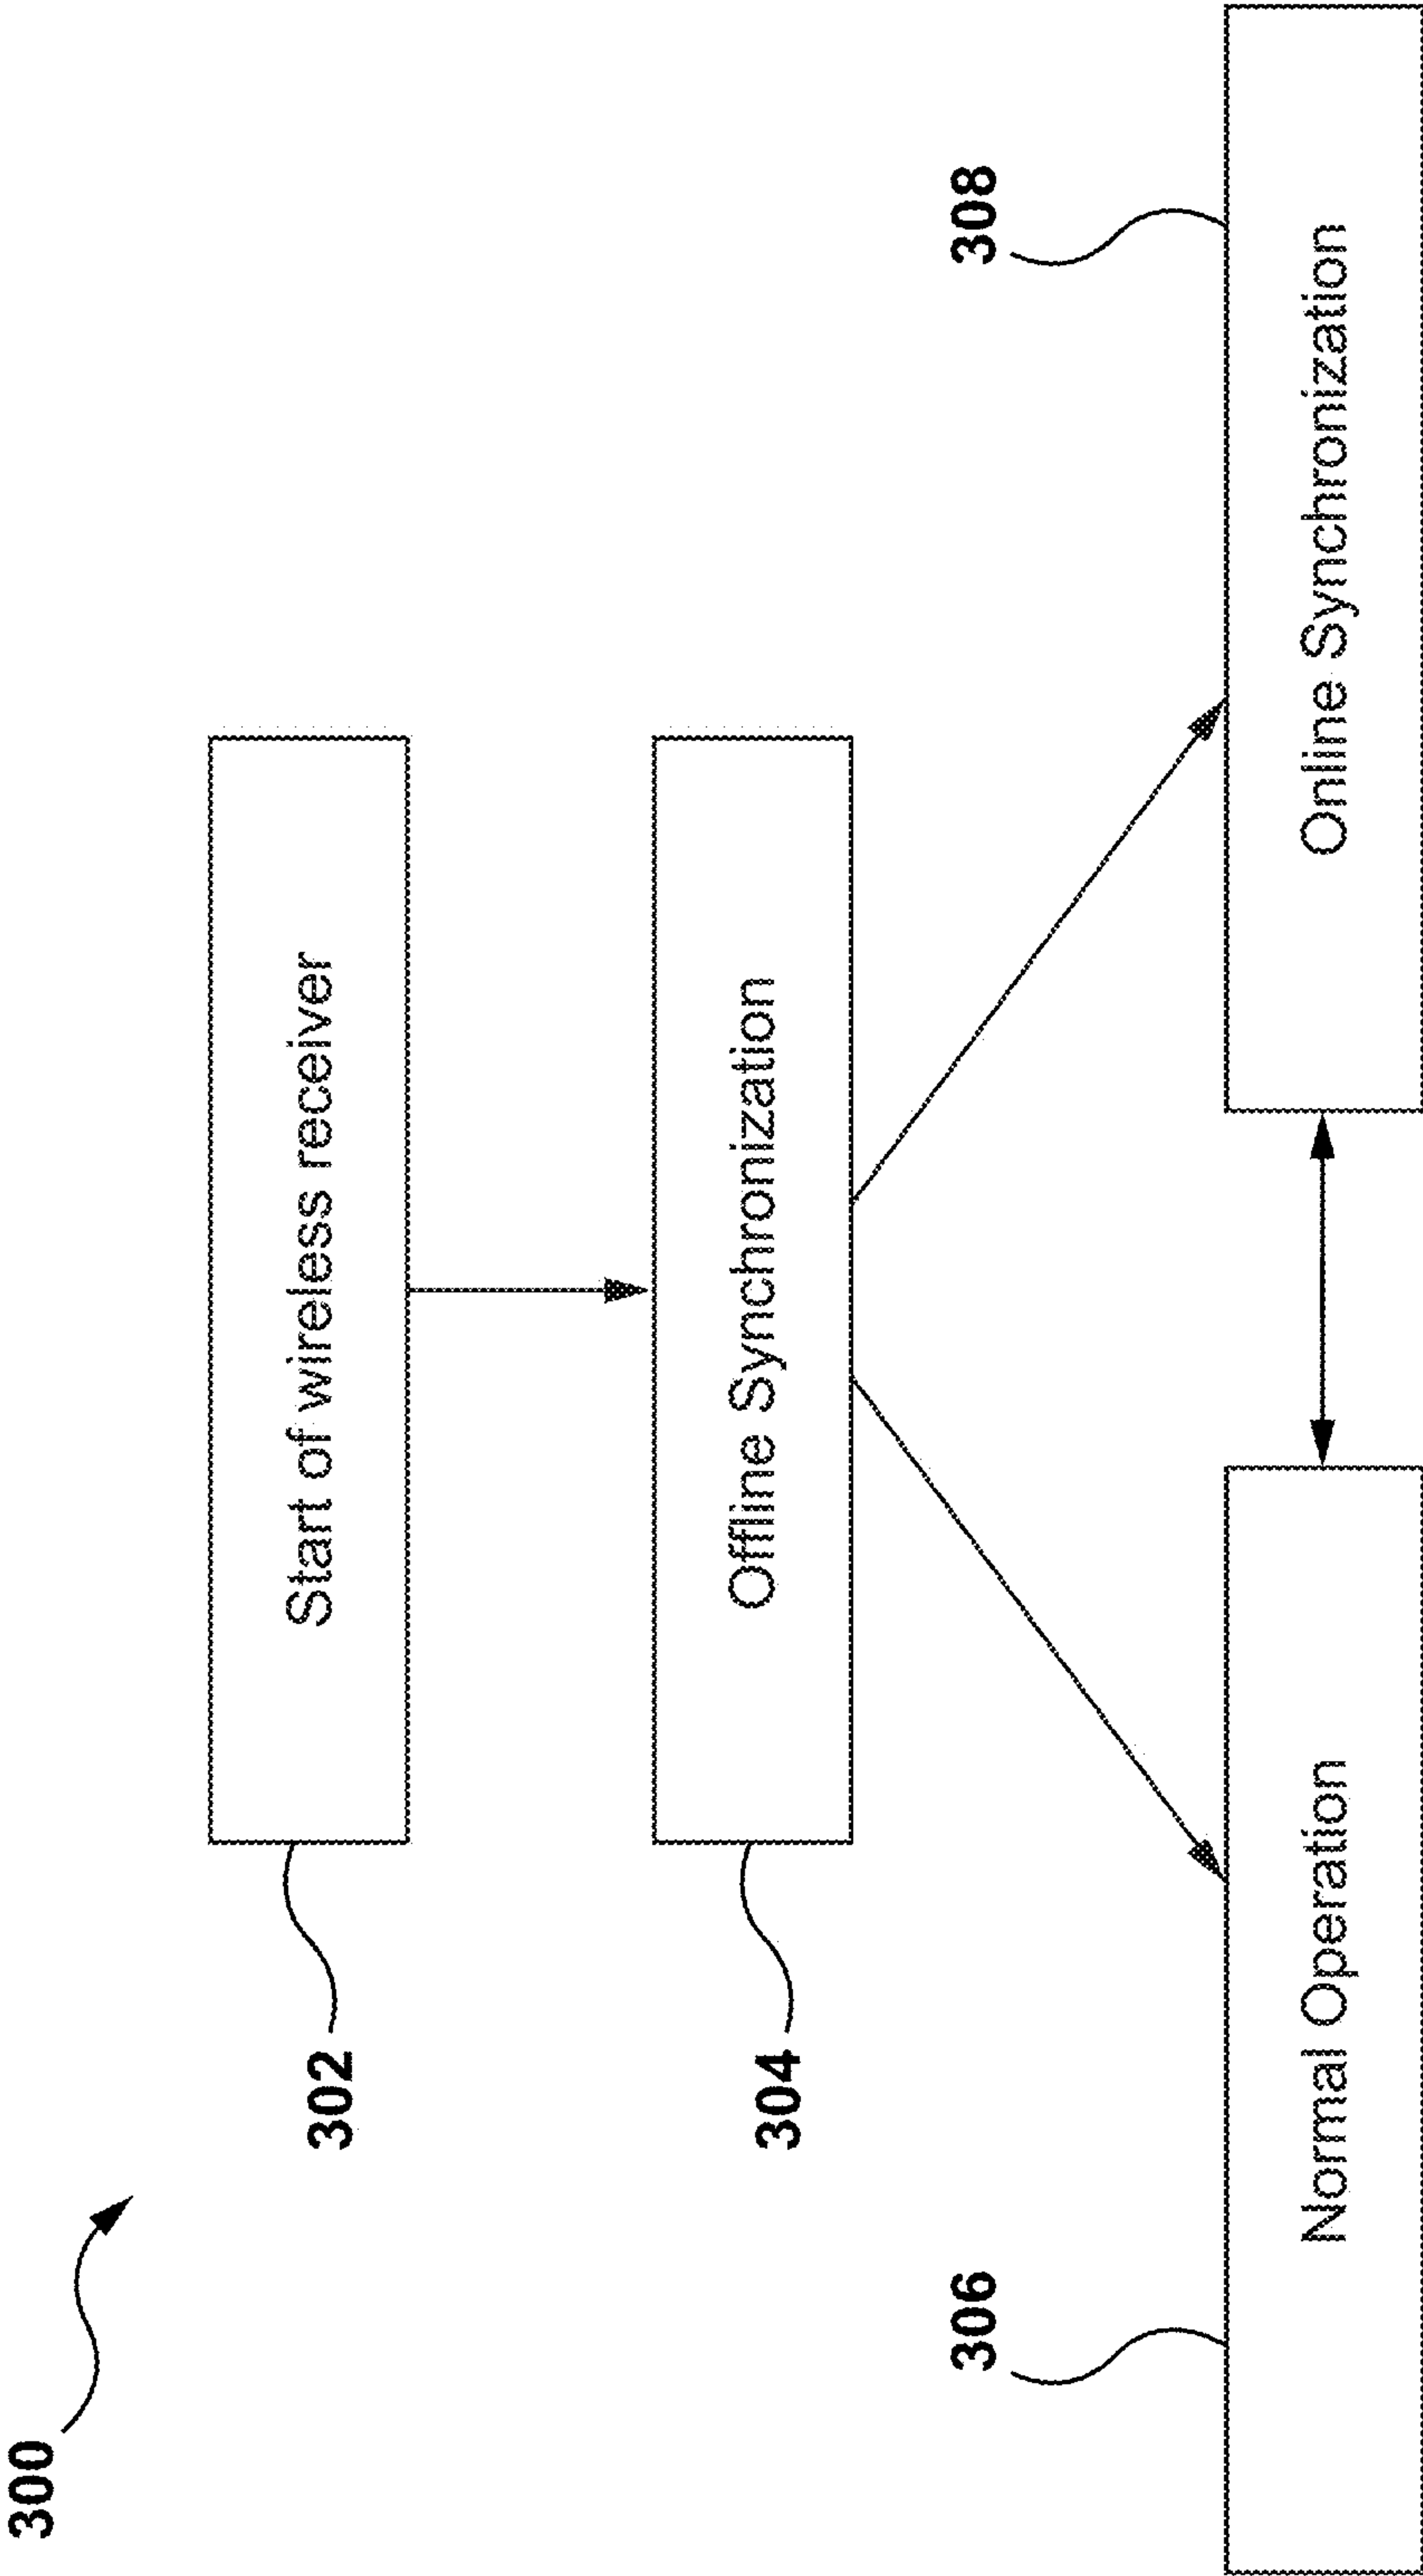 300
302
Start of wireless receiver
304
Offline Synchronization
306
308
Normal Operation
Online Synchronization